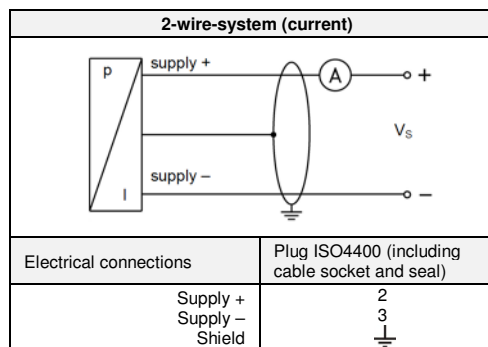 2-wire-system (current)
p
supply +
A
+
VS
supply –
I
–
Electrical connections
Plug ISO4400 (including
cable socket and seal)
Supply +
2
Supply –
3
Shield